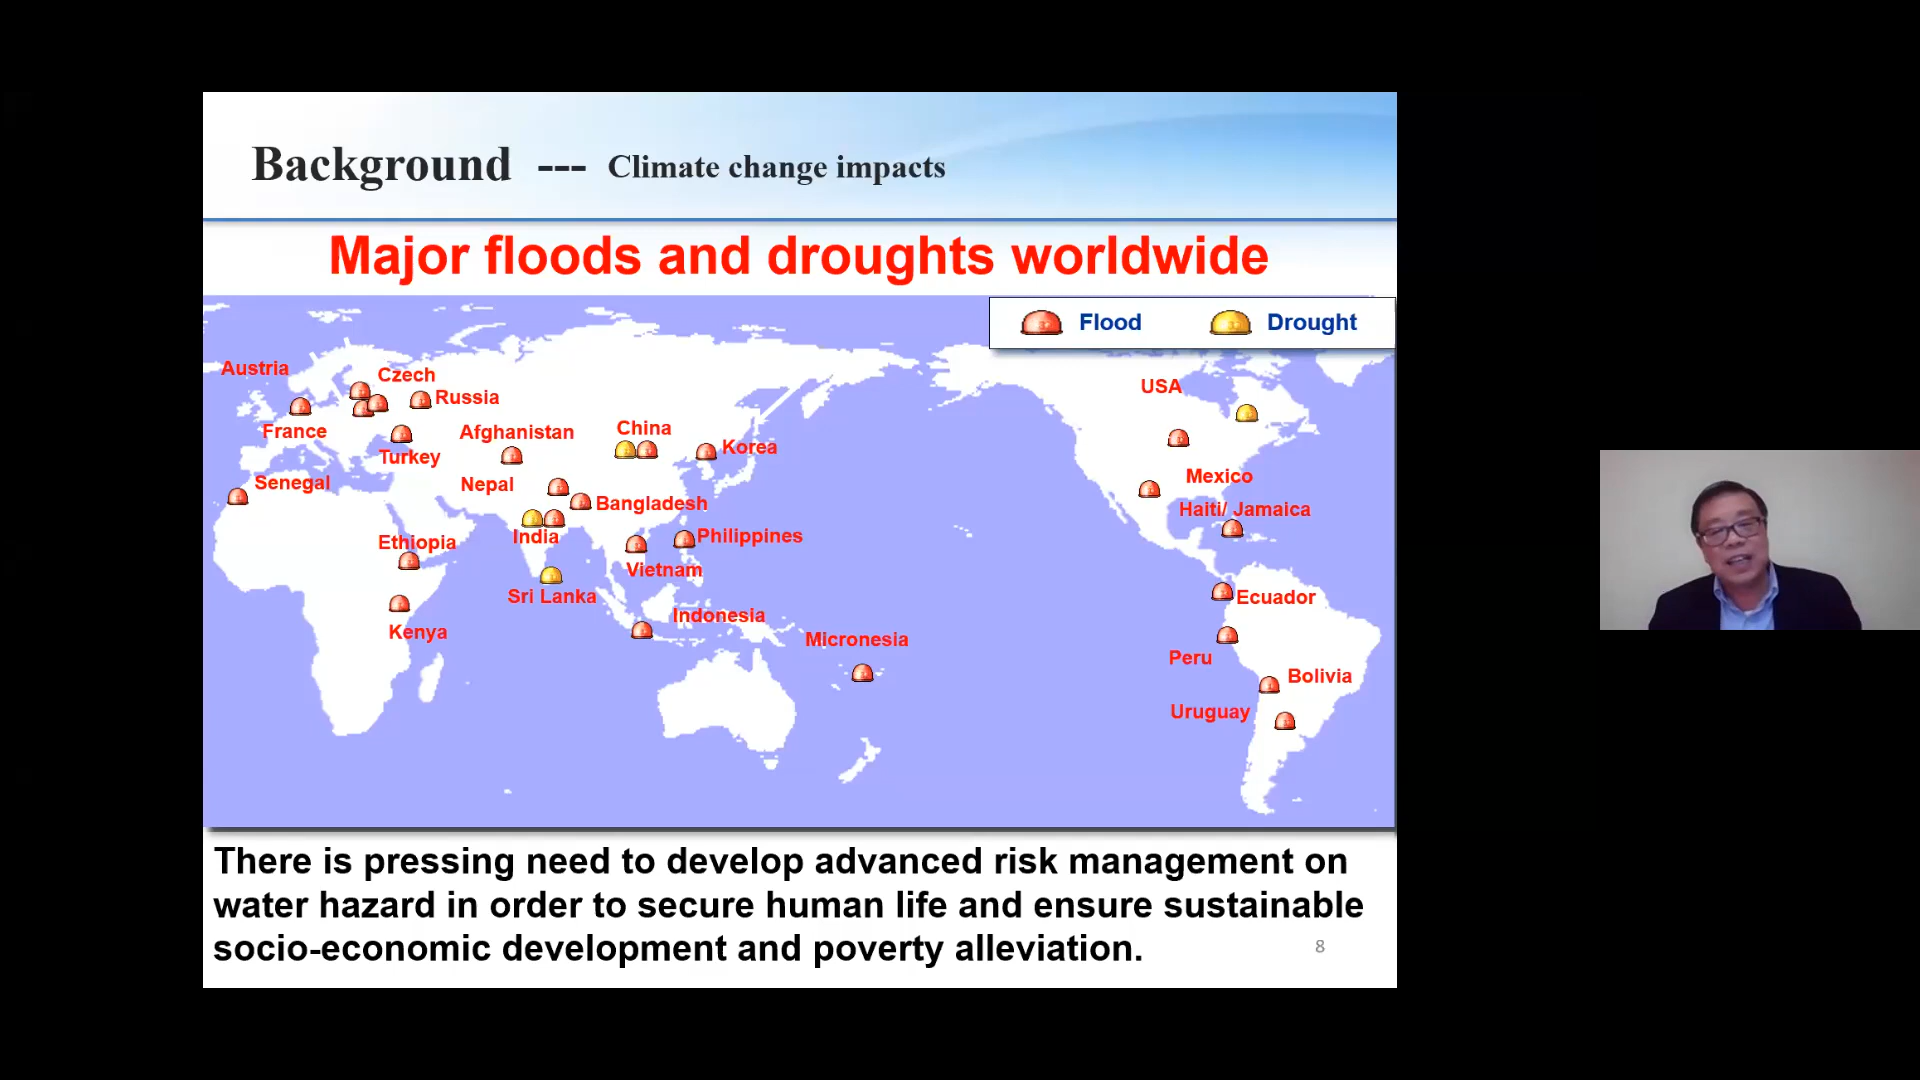 Background --- Climate change impacts
Major floods and droughts worldwide
Flood Drought
Austria
Czech
USA
Russia
France
Afghanistan
China
Korea
Turkey
Mexico
Senegal
Nepal
Bangladesh
Haiti/ Jamaica
India
Philippines
Ethiopia
Vietnam
Sri Lanka
Ecuador
Indonesia
Kenya
Micronesia
Peru
Bolivia
Uruguay
There is pressing need to develop advanced risk management on
water hazard in order to secure human life and ensure sustainable
socio-economic development and poverty alleviation.
8